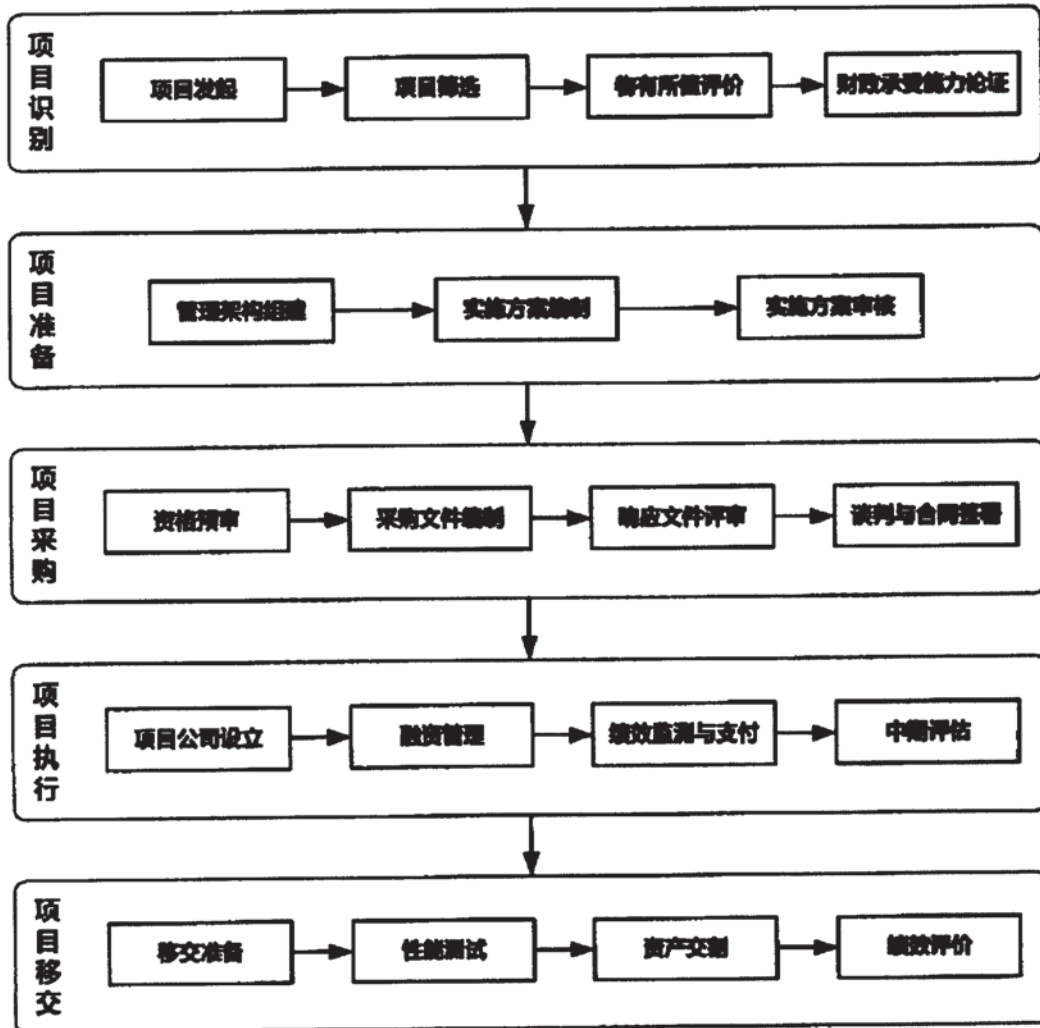 项目识别
项目发起
项目筛选
物有所值评价
财政承受能力论证
项目准备
管理架构组建
实施方案编制
实施方案审核
项目采购
资格预审
采购文件编制
响应文件评审
谈判与合同签署
项目执行
项目公司设立
融资管理
绩效监测与支付
中期评估
项目移交
移交准备
性能测试
资产交割
绩效评价